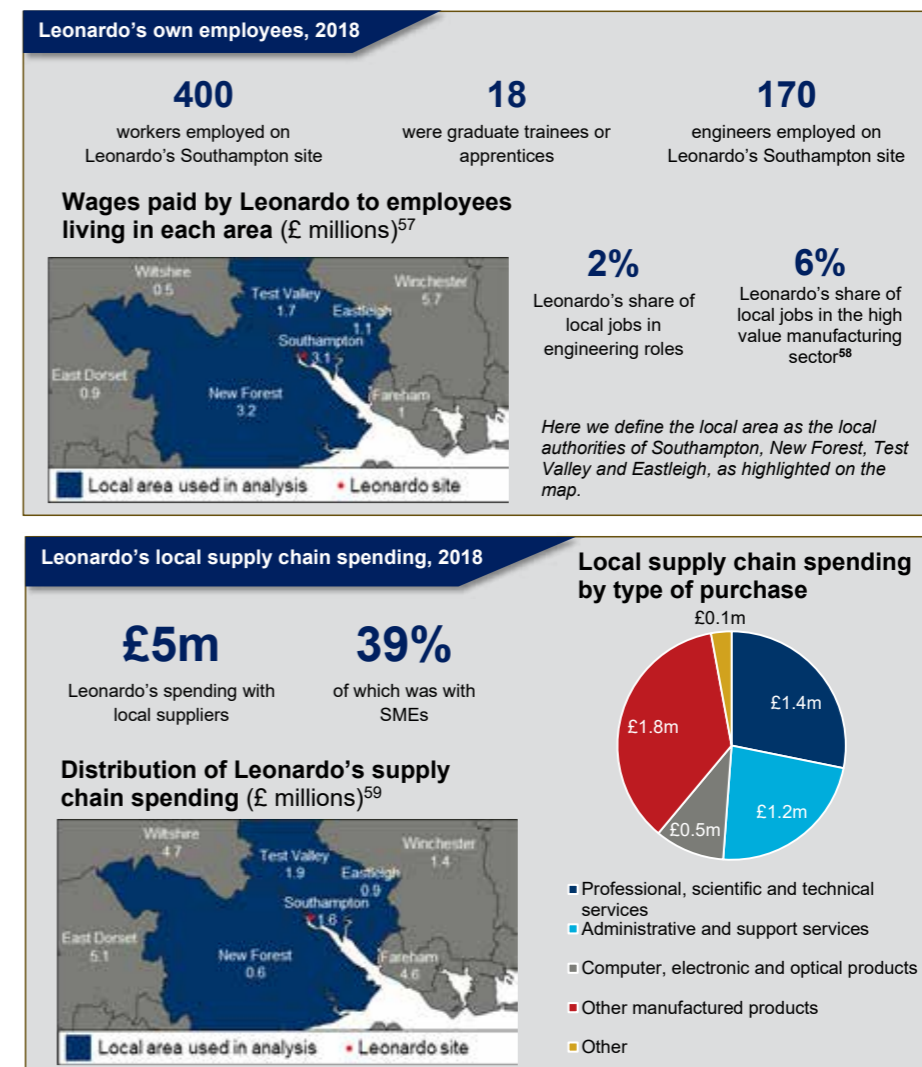 Leonardo's own employees, 2018
400
workers employed on
Leonardo's Southampton site
18
were graduate trainees or
apprentices
170
engineers employed on
Leonardo's Southampton site
Wages paid by Leonardo to employees
living in each area (£ millions)57
Wiltshire
0.5
Test Valley
1.7
Winchester
5.7
Eastleigh
1.1
Southampton
3.1
East Dorset
0.9
New Forest
3.2
Fareham
1
Local area used in analysis
Leonardo site
2%
Leonardo's share of
local jobs in
engineering roles
6%
Leonardo's share of
local jobs in the high
value manufacturing
sector58
Here we define the local area as the local
authorities of Southampton, New Forest, Test
Valley and Eastleigh, as highlighted on the
map.
Leonardo's local supply chain spending, 2018
£5m
Leonardo's spending with
local suppliers
39%
of which was with
SMEs
Distribution of Leonardo's supply
chain spending (£ millions)59
Wiltshire
4.7
Test Valley
1.9
Winchester
1.4
Eastleigh
0.9
Southampton
1.6
East Dorset
5.1
New Forest
0.6
Fareham
4.6
Local area used in analysis
Leonardo site
Local supply chain spending
by type of purchase
£0.1m
£1.4m
£1.8m
£1.2m
£0.5m
Professional, scientific and technical
services
Administrative and support services
Computer, electronic and optical products
Other manufactured products
Other